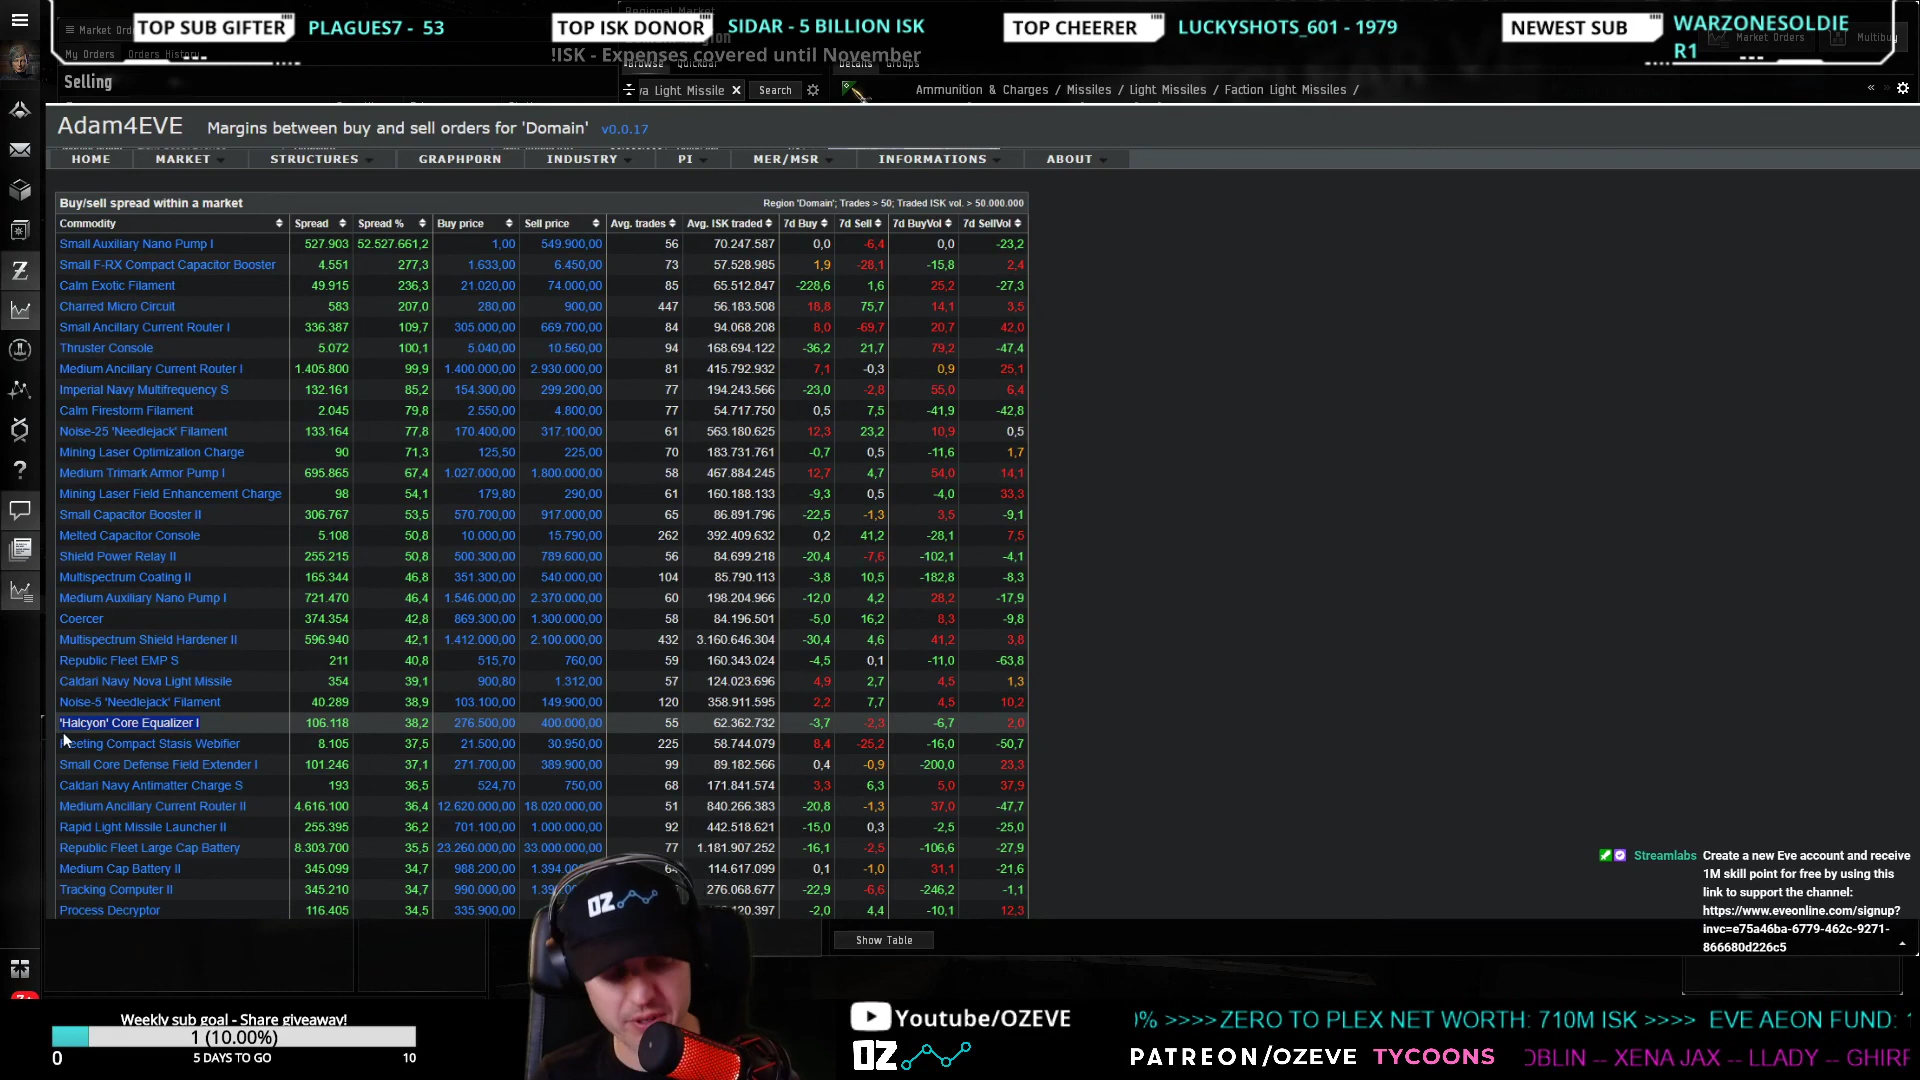 TOP SUB GIFTER PLAGUES7 - 53 TOP ISK DONOR SIDAR - 5 BILLION ISK TOP CHEERER LUCKYSHOTS_601 - 1979 NEWEST SUB WARZONESOLDIE
R1
!ISK - Expenses covered until November
My Orders Orders History
Selling
va Light Missile Search Ammunition & Charges / Missiles / Light Missiles / Faction Light Missiles /
Adam4EVE Margins between buy and sell orders for 'Domain' v0.0.17
HOME MARKET STRUCTURES GRAPHP0RN INDUSTRY PI MER/MSR INFORMATIONS ABOUT
Buy/sell spread within a market Region 'Domain'; Trades > 50; Traded ISK vol. > 50.000.000
Commodity Spread Spread % Buy price Sell price Avg. trades Avg. ISK traded 7d Buy 7d Sell 7d BuyVol 7d SellVol
Small Auxiliary Nano Pump I 527.903 52.527.661,2 1,00 549.900,00 56 70.247.587 0,0 -6,4 0,0 -23,2
Small F-RX Compact Capacitor Booster 4.551 277,3 1.633,00 6.450,00 73 57.528.985 1,9 -28,1 -15,8 2,4
Calm Exotic Filament 49.915 236,3 21.020,00 74.000,00 85 65.512.847 -228,6 1,6 25,2 -27,3
Charred Micro Circuit 583 207,0 280,00 900,00 447 56.183.508 18,8 75,7 14,1 3,5
Small Ancillary Current Router I 336.387 109,7 305.000,00 669.700,00 84 94.068.208 8,0 -69,7 20,7 42,0
Thruster Console 5.072 100,1 5.040,00 10.560,00 94 168.694.122 -36,2 21,7 79,2 -47,4
Medium Ancillary Current Router I 1.405.800 99,9 1.400.000,00 2.930.000,00 81 415.792.932 7,1 -0,3 0,9 25,1
Imperial Navy Multifrequency S 132.161 85,2 154.300,00 299.200,00 77 194.243.566 -23,0 -2,8 55,0 6,4
Calm Firestorm Filament 2.045 79,8 2.550,00 4.800,00 77 54.717.750 0,5 7,5 -41,9 -42,8
Noise-25 'Needlejack' Filament 133.164 77,8 170.400,00 317.100,00 61 563.180.625 12,3 23,2 10,9 0,5
Mining Laser Optimization Charge 90 71,3 125,50 225,00 70 183.731.761 -0,7 0,5 -11,6 1,7
Medium Trimark Armor Pump I 695.865 67,4 1.027.000,00 1.800.000,00 58 467.884.245 12,7 4,7 54,0 14,1
Mining Laser Field Enhancement Charge 98 54,1 179,80 290,00 61 160.188.133 -9,3 0,5 -4,0 33,3
Small Capacitor Booster II 306.767 53,5 570.700,00 917.000,00 65 86.891.796 -22,5 -1,3 3,5 -9,1
Melted Capacitor Console 5.108 50,8 10.000,00 15.790,00 262 392.409.632 0,2 41,2 -28,1 7,5
Shield Power Relay II 255.215 50,8 500.300,00 789.600,00 56 84.699.218 -20,4 -7,6 -102,1 -4,1
Multispectrum Coating II 165.344 46,8 351.300,00 540.000,00 104 85.790.113 -3,8 10,5 -182,8 -8,3
Medium Auxiliary Nano Pump I 721.470 46,4 1.546.000,00 2.370.000,00 60 198.204.966 -12,0 4,2 28,2 -17,9
Coercer 374.354 42,8 869.300,00 1.300.000,00 58 84.196.501 -5,0 16,2 8,3 -9,8
Multispectrum Shield Hardener II 596.940 42,1 1.412.000,00 2.100.000,00 432 3.160.646.304 -30,4 4,6 41,2 3,8
Republic Fleet EMP S 211 40,8 515,70 760,00 59 160.343.024 -4,5 0,1 -11,0 -63,8
Caldari Navy Nova Light Missile 354 39,1 900,80 1.312,00 57 124.023.696 4,9 2,7 4,5 1,3
Noise-5 'Needlejack' Filament 40.289 38,9 103.100,00 149.900,00 120 358.911.595 2,2 7,7 4,5 10,2
'Halcyon' Core Equalizer I 106.118 38,2 276.500,00 400.000,00 55 62.362.732 -3,7 -2,3 -6,7 2,0
Fleeting Compact Stasis Webifier 8.105 37,5 21.500,00 30.950,00 225 58.744.079 8,4 -25,2 -16,0 -50,7
Small Core Defense Field Extender I 101.246 37,1 271.700,00 389.900,00 99 89.182.566 0,4 -0,9 -200,0 23,3
Caldari Navy Antimatter Charge S 193 36,5 524,70 750,00 68 171.841.574 3,3 6,3 5,0 37,9
Medium Ancillary Current Router II 4.616.100 36,4 12.620.000,00 18.020.000,00 51 840.266.383 -20,8 -1,3 37,0 -47,7
Rapid Light Missile Launcher II 255.395 36,2 701.100,00 1.000.000,00 92 442.518.621 -15,0 0,3 -2,5 -25,0
Republic Fleet Large Cap Battery 8.303.700 35,5 23.260.000,00 33.000.000,00 77 1.181.907.252 -16,1 -2,5 -106,6 -27,9
Medium Cap Battery II 345.099 34,7 988.200,00 114.617.099 0,1 -1,0 31,1 -21,6
Tracking Computer II 345.210 34,7 990.000,00 276.068.677 -22,9 -6,6 -246,2 -1,1
Process Decryptor 116.405 34,5 335.900,00 -2,0 4,4 -10,1 12,3
Show Table
Streamlabs Create a new Eve account and receive
1M skill point for free by using this
link to support the channel:
https://www.eveonline.com/signup?
invc=e75a46ba-6779-462c-9271-
866680d226c5
OZ
Weekly sub goal - Share giveaway!
1 (10.00%)
0 5 DAYS TO GO 10
Youtube/OZEVE
OZ
)% >>>>ZERO TO PLEX NET WORTH: 710M ISK >>>> EVE AEON FUND:
PATREON/OZEVE TYCOONS OBLIN -- XENA JAX -- LLADY -- GHIRF